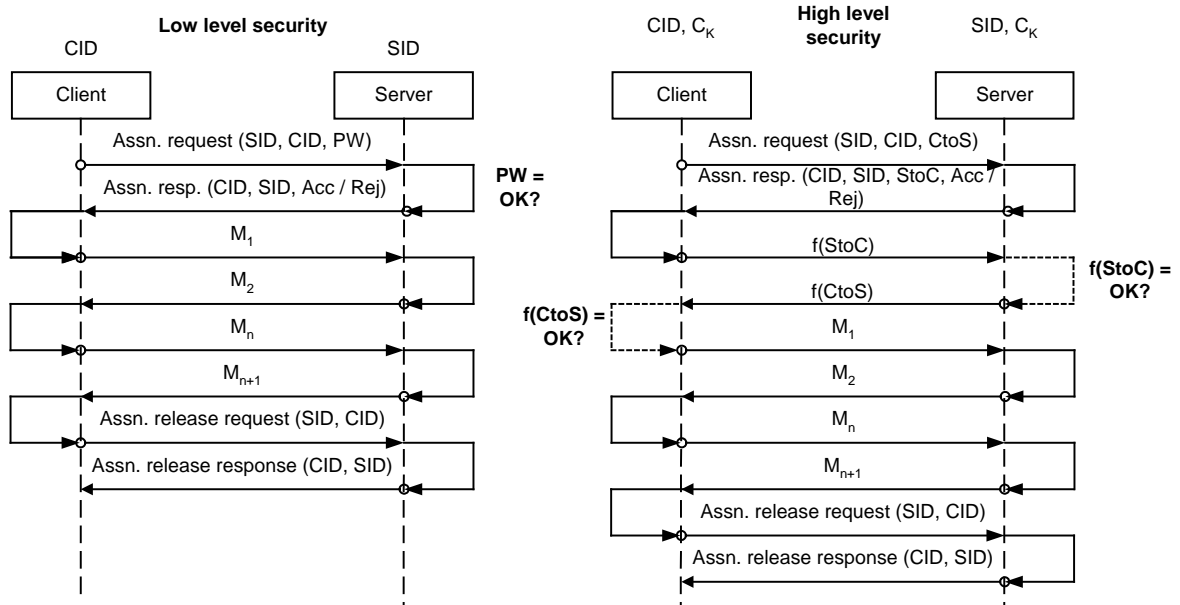 Low level security
CID
SID
Client
Server
Assn. request (SID, CID, PW)
PW =
OK?
Assn. resp. (CID, SID, Acc / Rej)
M1
M2
Mn
Mn+1
Assn. release request (SID, CID)
Assn. release response (CID, SID)
High level
security
CID, CK
SID, CK
Client
Server
Assn. request (SID, CID, CtoS)
Assn. resp. (CID, SID, StoC, Acc /
Rej)
f(StoC)
f(StoC) =
OK?
f(CtoS)
f(CtoS) =
OK?
M1
M2
Mn
Mn+1
Assn. release request (SID, CID)
Assn. release response (CID, SID)